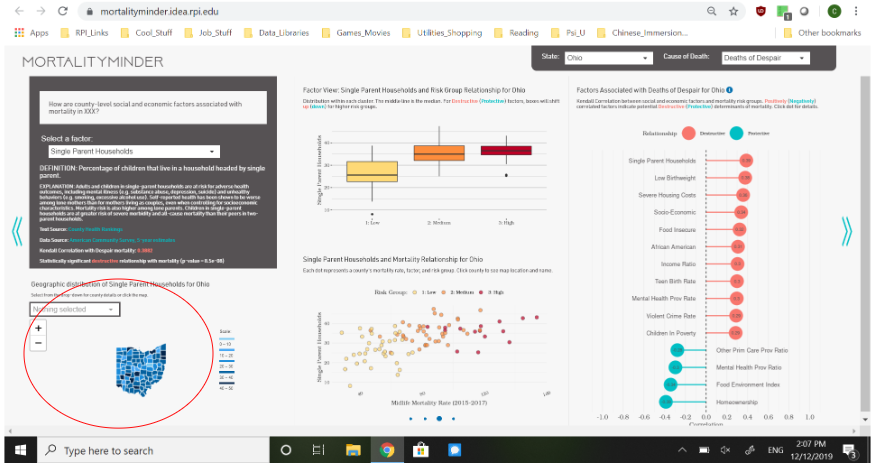 mortalityminder.idea.rpi.edu
C
Apps RPI_Links Cool_Stuff Job_Stuff Data_Libraries Games_Movies Utilities_Shopping Reading Psi_U Chinese_Immersion... Other bookmarks
MORTALITYMINDER
State: Ohio Cause of Death: Deaths of Despair
How are county-level social and economic factors associated with
mortality in XXX?
Select a factor:
Single Parent Households
DEFINITION: Percentage of children that live in a household headed by single
parent.
EXPLANATION: Adults and children in single-parent households are at risk for adverse health
outcomes, including mental illness (e.g. substance abuse, depression, suicide) and unhealthy
behaviors (e.g. smoking, excessive alcohol use). Self-reported health has been shown to be worse
among lone mothers than for mothers living as couples, even when controlling for socioeconomic
characteristics. Mortality risk is also higher among lone parents. Children in single-parent
households are at greater risk of severe morbidity and all-cause mortality than their peers in two-
parent households.
Text Source: County Health Rankings
Data Source: American Community Survey, 5-year estimates
Kendall Correlation with Despair mortality:
Statistically significant destructive relationship with mortality (p-value =
Geographic distribution of Single Parent Households for Ohio
Select from the drop-down for county details or click the map.
Nothing selected
+
−
Score
0 - 10
10 - 20
20 - 30
30 - 40
40 - 50
Factor View: Single Parent Households and Risk Group Relationship for Ohio
Distribution within each cluster. The middle line is the median. For Destructive (Protective) factors, boxes will shift
up (down) for higher risk groups.
Single Parent Households
40
30
20
10
1: Low 2: Medium 3: High
Single Parent Households and Mortality Relationship for Ohio
Each dot represents a county's mortality rate, factor, and risk group. Click county to see map location and name.
Risk Group: 1: Low 2: Medium 3: High
Single Parent Households
40
30
20
10
Midlife Mortality Rate (2015-2017)
Factors Associated with Deaths of Despair for Ohio
Kendall Correlation between social and economic factors and mortality risk groups. Positively (Negatively)
correlated factors indicate potential Destructive (Protective) determinants of mortality. Click dot for details.
Relationship Destructive Protective
Single Parent Households
Low Birthweight
Severe Housing Costs
Socio-Economic
Food Insecure
African American
Income Ratio
Teen Birth Rate
Mental Health Prov Rate
Violent Crime Rate
Children In Poverty
Other Prim Care Prov Ratio
Mental Health Prov Ratio
Food Environment Index
Homeownership
-1.0 -0.8 -0.6 -0.4 -0.2 0.0 0.2 0.4 0.6 0.8 1.0
Correlation
Type here to search
ENG
2:07 PM
12/12/2019
3